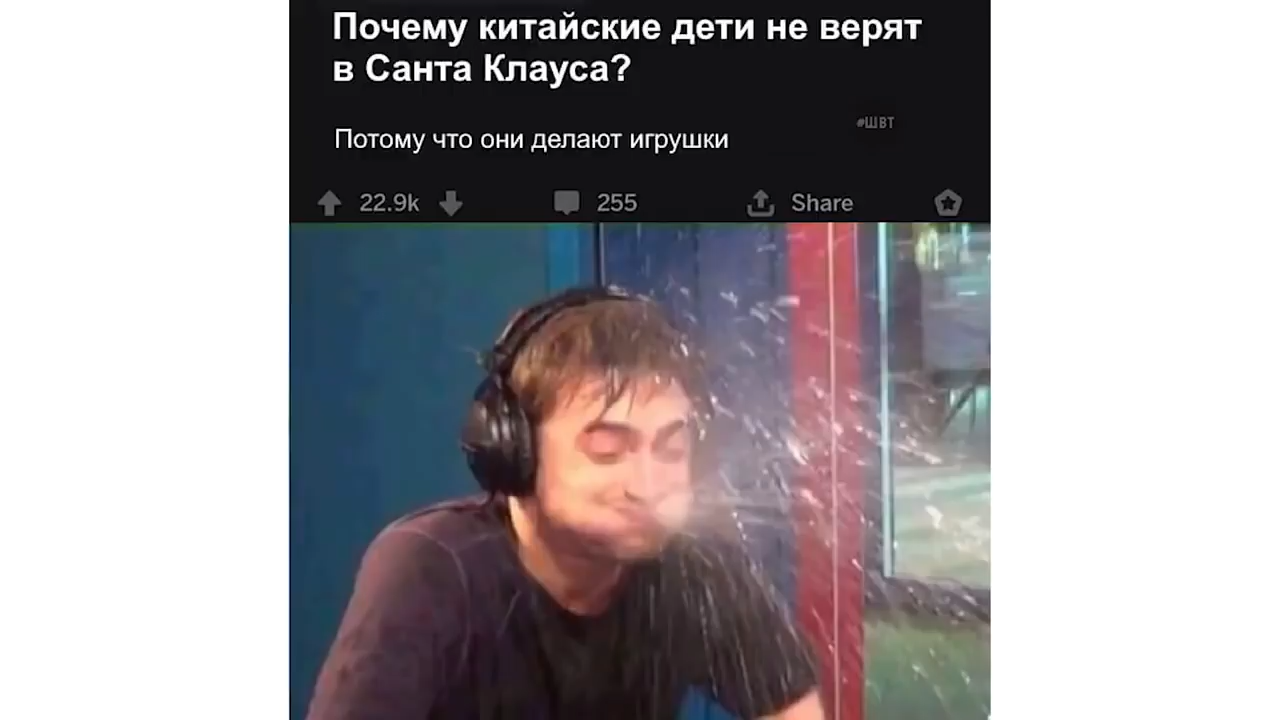 Почему китайские дети не верят
в Санта Клауса?
#ШВТ
Потому что они делают игрушки
22.9k 255 Share